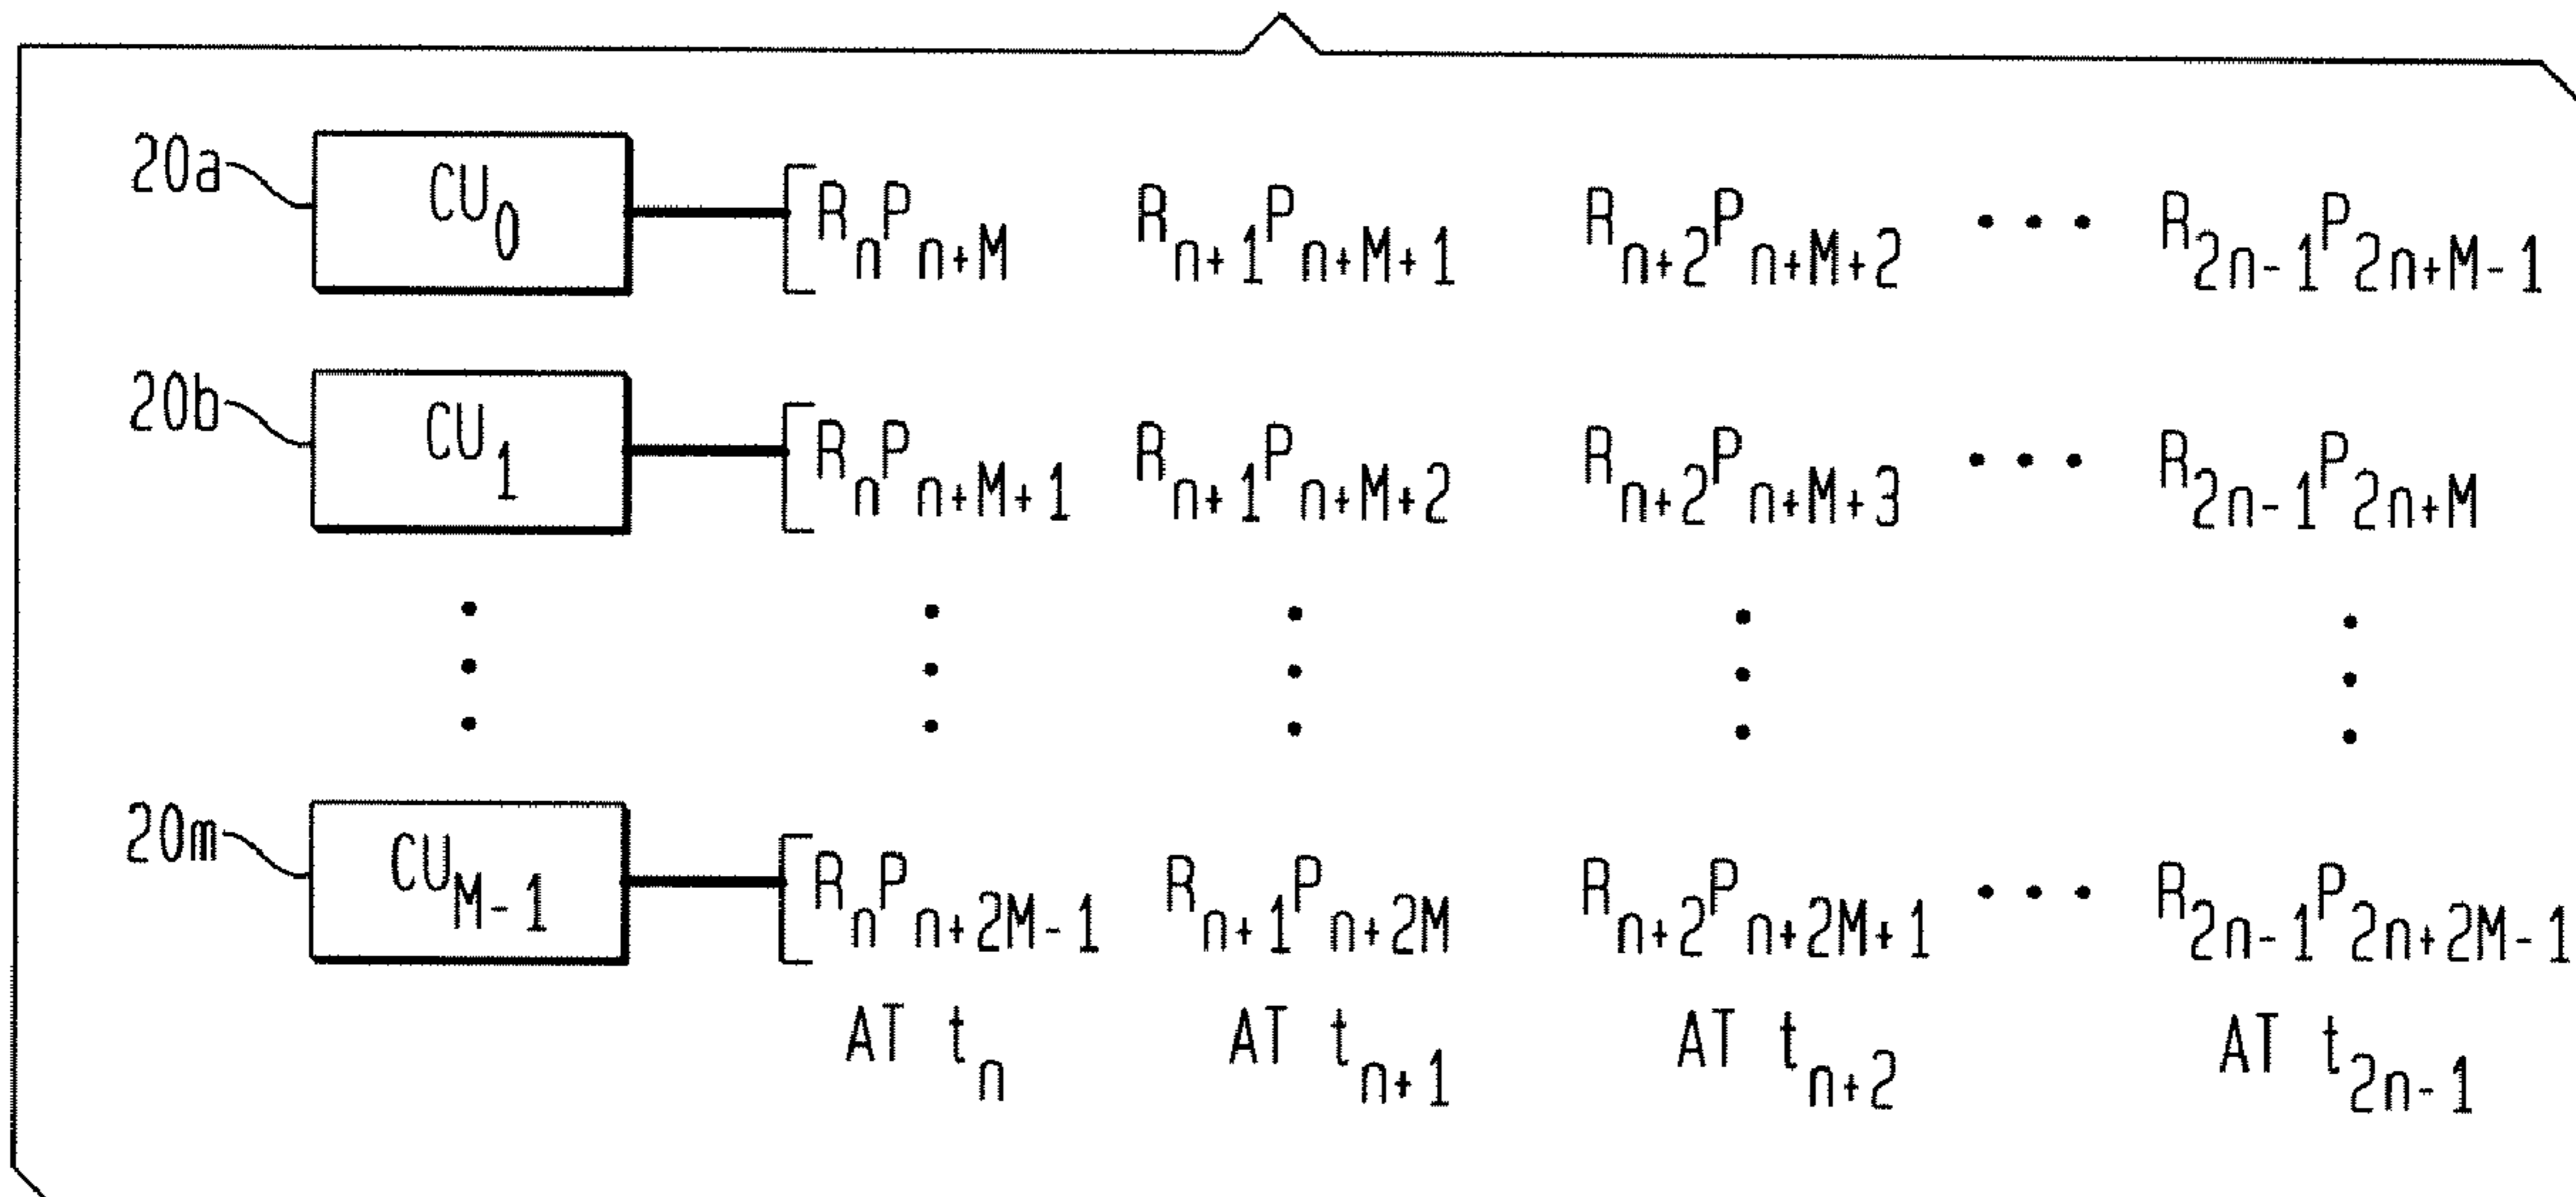 20a CU₀ RₙPₙ₊M Rₙ₊₁Pₙ₊M₊₁ Rₙ₊₂Pₙ₊M₊₂ • • • R₂ₙ₋₁P₂ₙ₊M₋₁
20b CU₁ RₙPₙ₊M₊₁ Rₙ₊₁Pₙ₊M₊₂ Rₙ₊₂Pₙ₊M₊₃ • • • R₂ₙ₋₁P₂ₙ₊M
20m CU_M-1 RₙPₙ₊₂M₋₁ Rₙ₊₁Pₙ₊₂M Rₙ₊₂Pₙ₊₂M₊₁ • • • R₂ₙ₋₁P₂ₙ₊₂M₋₁
AT tₙ AT tₙ₊₁ AT tₙ₊₂ AT t₂ₙ₋₁